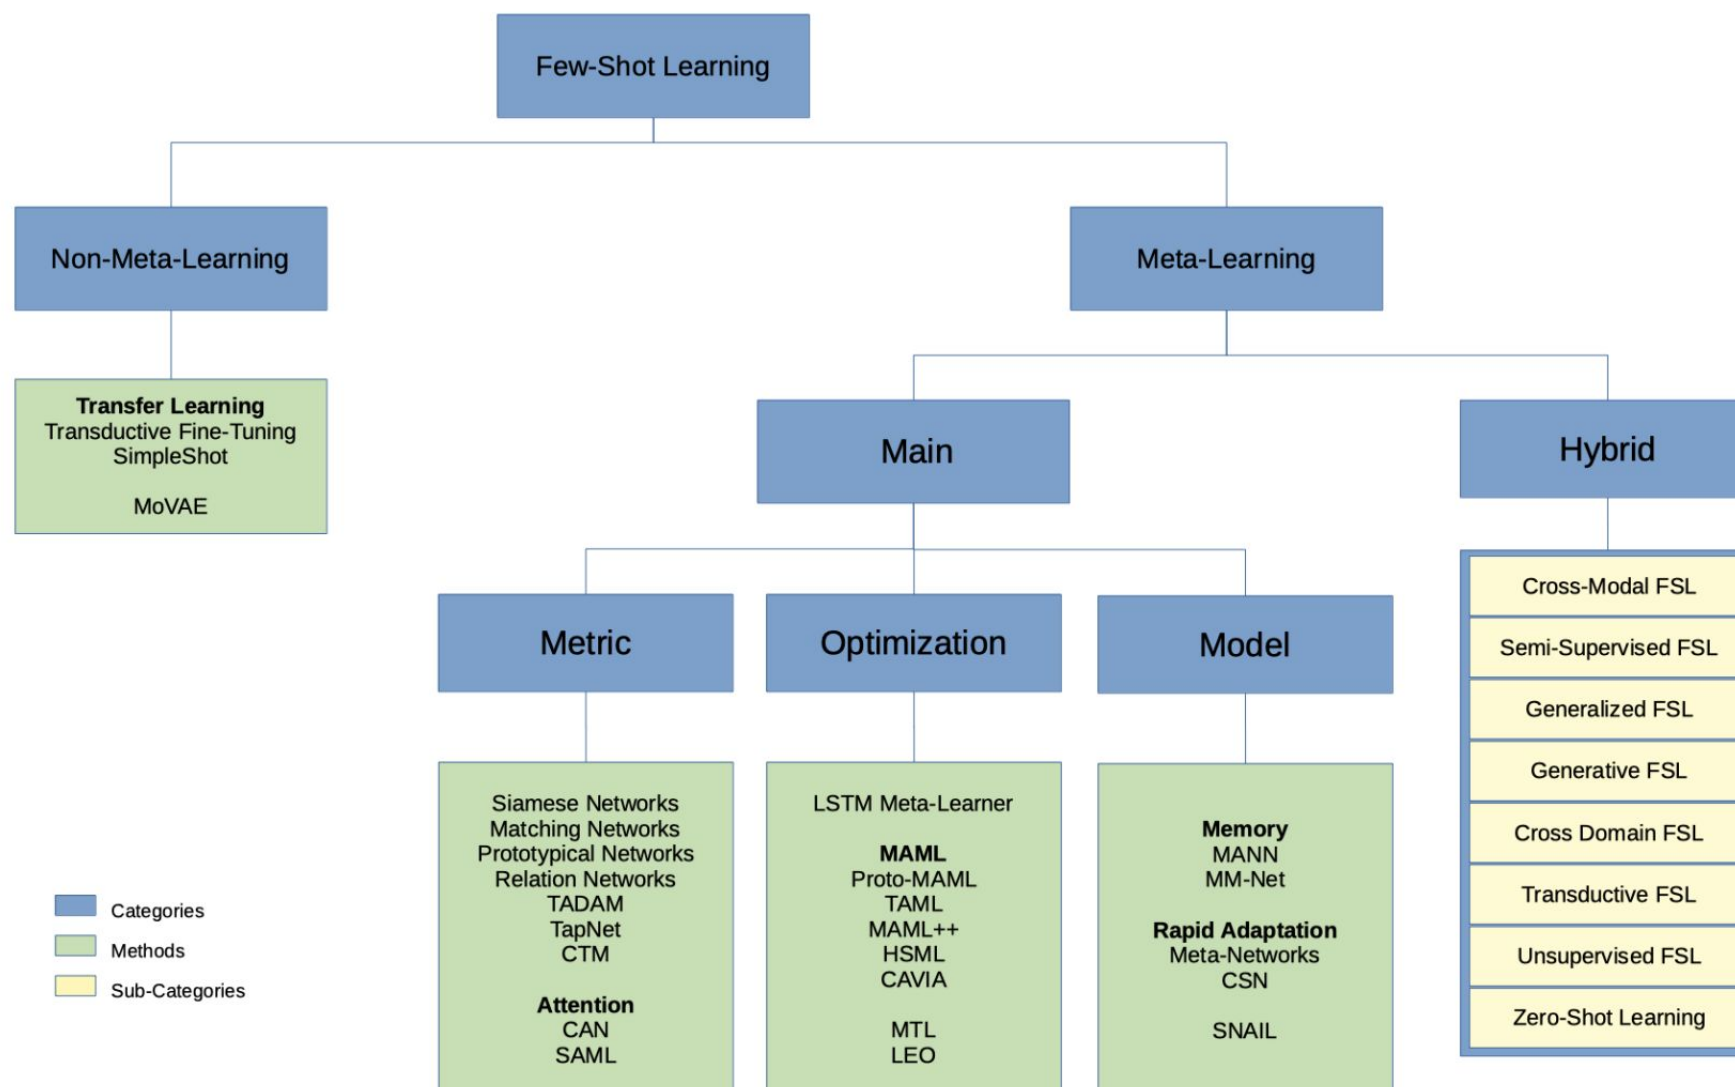 Few-Shot Learning
Non-Meta-Learning
Meta-Learning
Transfer Learning
Transductive Fine-Tuning
SimpleShot
MoVAE
Main
Hybrid
Metric
Optimization
Model
Siamese Networks
Matching Networks
Prototypical Networks
Relation Networks
TADAM
TapNet
CTM
Attention
CAN
SAML
LSTM Meta-Learner
MAML
Proto-MAML
TAML
MAML++
HSML
CAVIA
MTL
LEO
Memory
MANN
MM-Net
Rapid Adaptation
Meta-Networks
CSN
SNAIL
Cross-Modal FSL
Semi-Supervised FSL
Generalized FSL
Generative FSL
Cross Domain FSL
Transductive FSL
Unsupervised FSL
Zero-Shot Learning
Categories
Methods
Sub-Categories